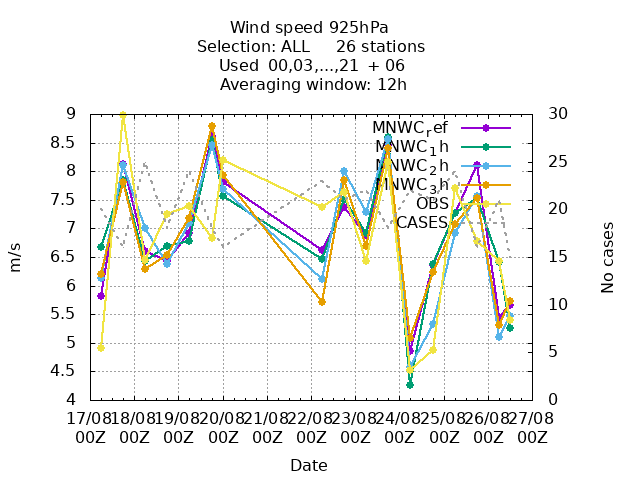 Wind speed 925hPa
Selection: ALL     26 stations
Used  00,03,...,21  + 06
Averaging window: 12h
9
8.5
8
7.5
7
6.5
6
5.5
5
4.5
4
m/s
30
25
20
15
10
5
0
No cases
MNWCref
MNWC1h
MNWC2h
MNWC3h
OBS
CASES
17/08 18/08 19/08 20/08 21/08 22/08 23/08 24/08 25/08 26/08 27/08
00Z 00Z 00Z 00Z 00Z 00Z 00Z 00Z 00Z 00Z 00Z
Date